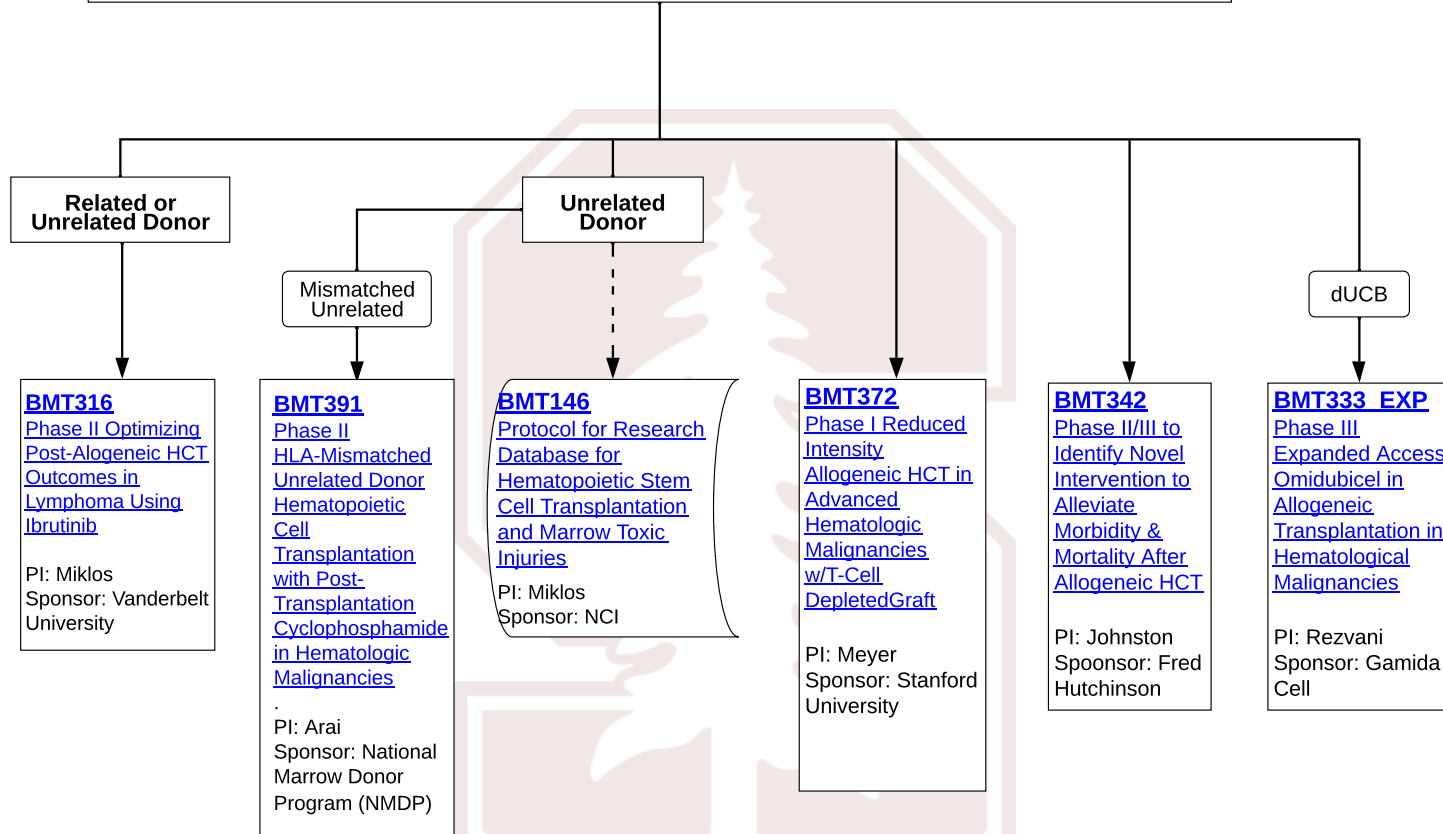 Related or
Unrelated Donor
Unrelated
Donor
Mismatched
Unrelated
dUCB
BMT316
Phase II Optimizing
Post-Alogeneic HCT
Outcomes in
Lymphoma Using
Ibrutinib
PI: Miklos
Sponsor: Vanderbelt
University
BMT391
Phase II
HLA-Mismatched
Unrelated Donor
Hematopoietic
Cell
Transplantation
with Post-
Transplantation
Cyclophosphamide
in Hematologic
Malignancies
.
PI: Arai
Sponsor: National
Marrow Donor
Program (NMDP)
BMT146
Protocol for Research
Database for
Hematopoietic Stem
Cell Transplantation
and Marrow Toxic
Injuries
PI: Miklos
Sponsor: NCI
BMT372
Phase I Reduced
Intensity
Allogeneic HCT in
Advanced
Hematologic
Malignancies
w/T-Cell
DepletedGraft
PI: Meyer
Sponsor: Stanford
University
BMT342
Phase II/III to
Identify Novel
Intervention to
Alleviate
Morbidity &
Mortality After
Allogeneic HCT
PI: Johnston
Spoonsor: Fred
Hutchinson
BMT333_EXP
Phase III
Expanded Access
Omidubicel in
Allogeneic
Transplantation in
Hematological
Malignancies
PI: Rezvani
Sponsor: Gamida
Cell